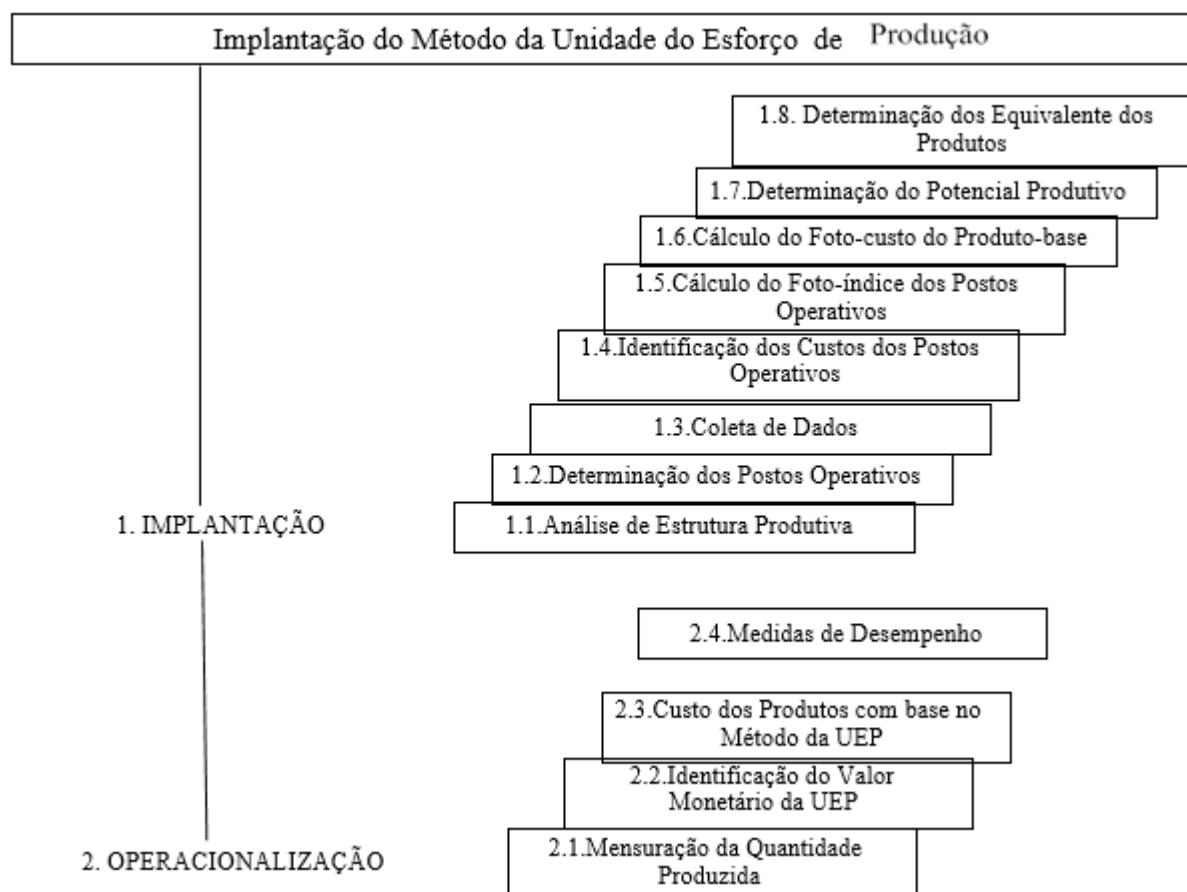 Implantação do Método da Unidade do Esforço de Produção
1.8. Determinação dos Equivalente dos
Produtos
1.7.Determinação do Potencial Produtivo
1.6.Cálculo do Foto-custo do Produto-base
1.5.Cálculo do Foto-índice dos Postos
Operativos
1.4.Identificação dos Custos dos Postos
Operativos
1.3.Coleta de Dados
1.2.Determinação dos Postos Operativos
1. IMPLANTAÇÃO
1.1.Análise de Estrutura Produtiva
2.4.Medidas de Desempenho
2.3.Custo dos Produtos com base no
Método da UEP
2.2.Identificação do Valor
Monetário da UEP
2. OPERACIONALIZAÇÃO
2.1.Mensuração da Quantidade
Produzida